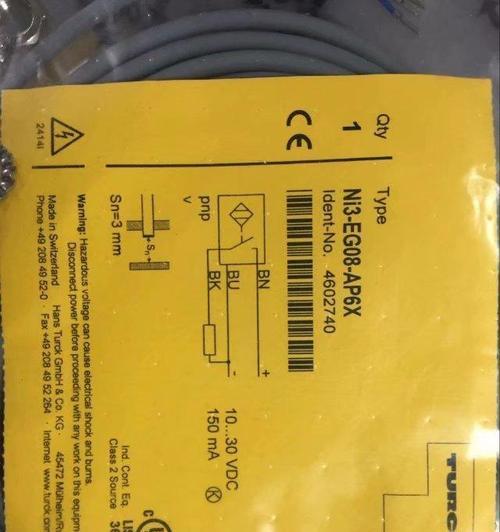 Qty
1
CE
Type
Ni3-EG08-AP6X
Ident-No. 4602740
BN
BU
BK
+
-
pnp
v
Sn
Sn=3 mm
10...30 VDC
150 mA
K
2414I
Warning: Hazardous voltage can cause electrical shock and burns.
Disconnect power before proceeding with any work on this equipm
Made in Switzerland Hans Turck GmbH & Co. KG · 45472 Mülheim/R
Phone +49 208 49 52-0 · Fax +49 208 49 52 264 · Internet www.turck
Ind. Cont. Eq.
Class 2 Source
TURC